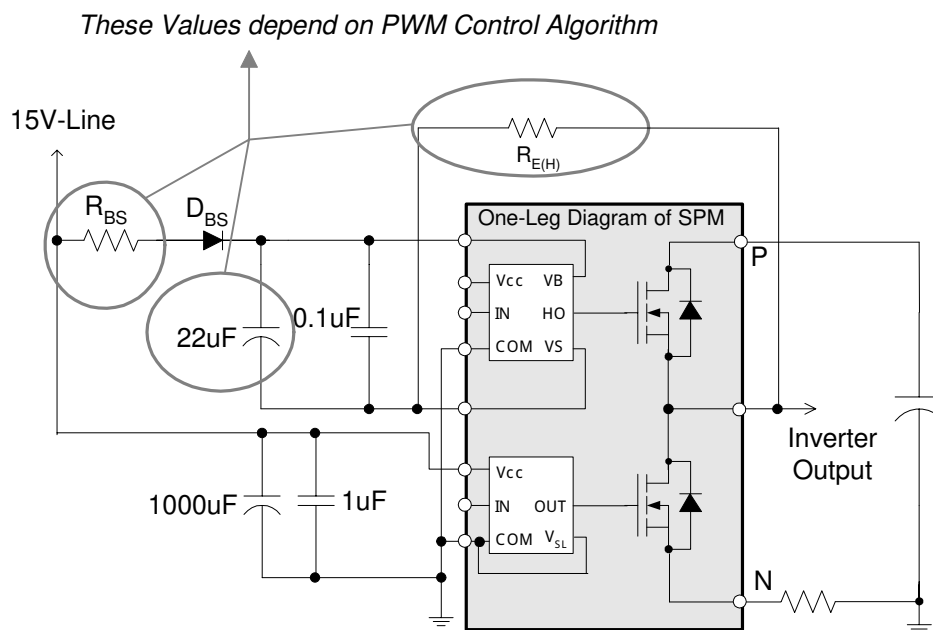 These Values depend on PWM Control Algorithm
15V-Line
R_E(H)
R_BS
D_BS
One-Leg Diagram of SPM
P
Vcc VB
IN HO
COM VS
22uF
0.1uF
Inverter
Output
Vcc
1000uF
1uF
IN OUT
COM V_SL
N